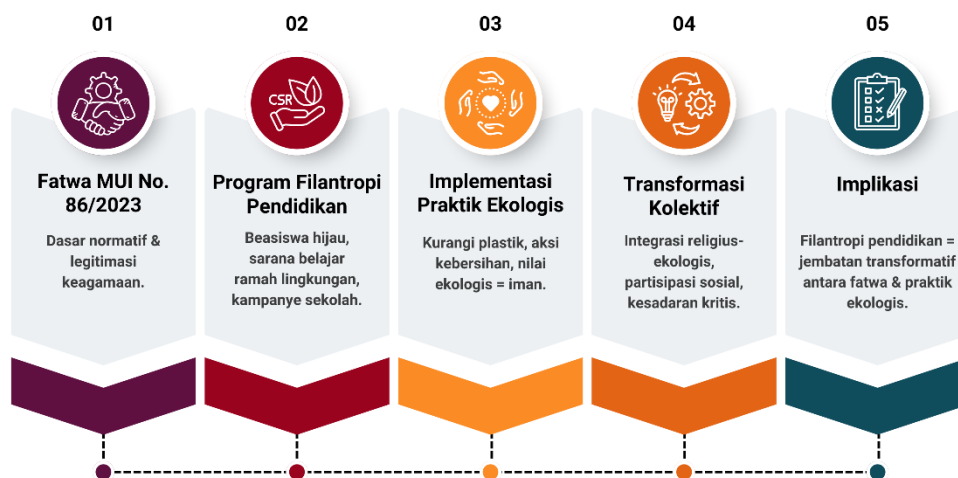 01
02
03
04
05
CSR
Fatwa MUI No.
86/2023
Dasar normatif &
legitimasi
keagamaan.
Program Filantropi
Pendidikan
Beasiswa hijau,
sarana belajar
ramah lingkungan,
kampanye sekolah.
Implementasi
Praktik Ekologis
Kurangi plastik, aksi
kebersihan, nilai
ekologis = iman.
Transformasi
Kolektif
Integrasi religius-
ekologis,
partisipasi sosial,
kesadaran kritis.
Implikasi
Filantropi pendidikan =
jembatan transformatif
antara fatwa & praktik
ekologis.